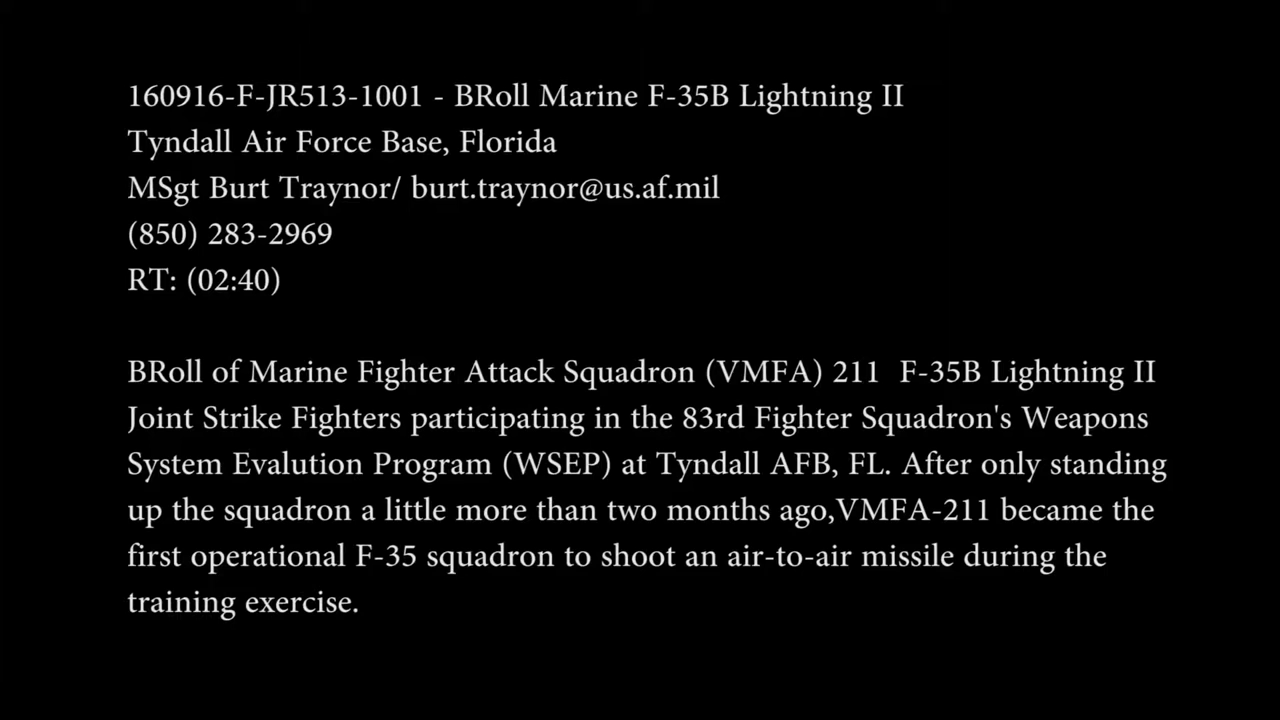 160916-F-JR513-1001 - BRoll Marine F-35B Lightning II
Tyndall Air Force Base, Florida
MSgt Burt Traynor/ burt.traynor@us.af.mil
(850) 283-2969
RT: (02:40)
BRoll of Marine Fighter Attack Squadron (VMFA) 211  F-35B Lightning II
Joint Strike Fighters participating in the 83rd Fighter Squadron's Weapons
System Evalution Program (WSEP) at Tyndall AFB, FL. After only standing
up the squadron a little more than two months ago,VMFA-211 became the
first operational F-35 squadron to shoot an air-to-air missile during the
training exercise.